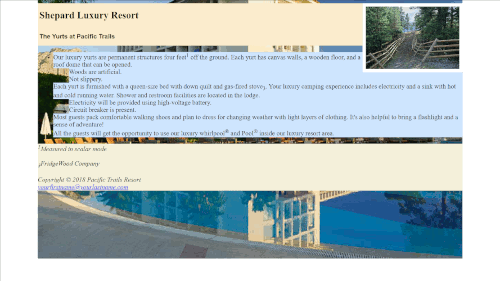 Shepard Luxury Resort
The Yurts at Pacific Trails
Our luxury yurts are permanent structures four feet¹ off the ground. Each yurt has canvas walls, a wooden floor, and a
roof dome that can be opened.
Woods are artificial.
Not slippery.
Each yurt is furnished with a queen-size bed with down quilt and gas-fired stove₂. Your luxury camping experience includes electricity and a sink with hot
and cold running water. Shower and restroom facilities are located in the lodge.
Electricity will be provided using high-voltage battery.
Circuit breaker is present.
Most guests pack comfortable walking shoes and plan to dress for changing weather with light layers of clothing. It's also helpful to bring a flashlight and a
sense of adventure!
All the guests will get the opportunity to use our luxury whirlpool® and Pool® inside our luxury resort area.
¹ Measured in scalar mode
₂FridgeWood Company
Copyright © 2018 Pacific Trails Resort
yourfirstname@yourlastname.com